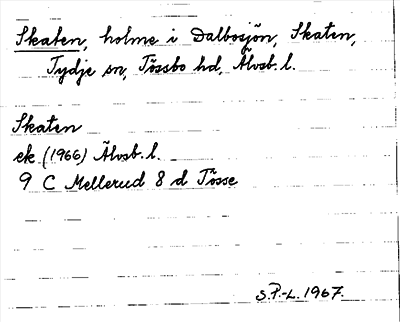 Skaten, holme i Dalbosjön, Skaten,
Tydje sn, Tössbo hd, Älvsb. l.
Skaten
ek (1966) Älvsb. l.
9 C Mellerud 8 d Tösse
S.P.-L. 1967.